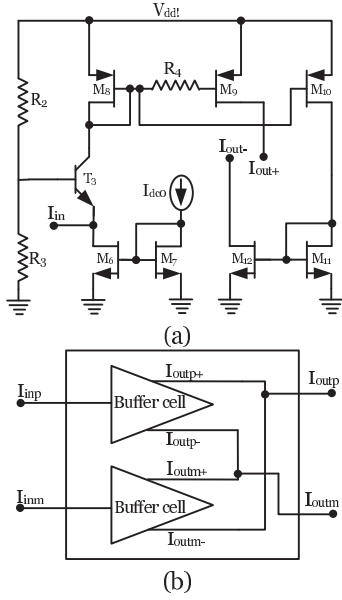 Vdd!
R4
M8
M9
M10
R2
T3
Iout-
Iout+
Idc0
Iin
R3
M6
M7
M12
M11
(a)
Ioutp+
Ioutp
Iinp
Buffer cell
Ioutp-
Ioutm+
Iinm
Buffer cell
Ioutm
Ioutm-
(b)